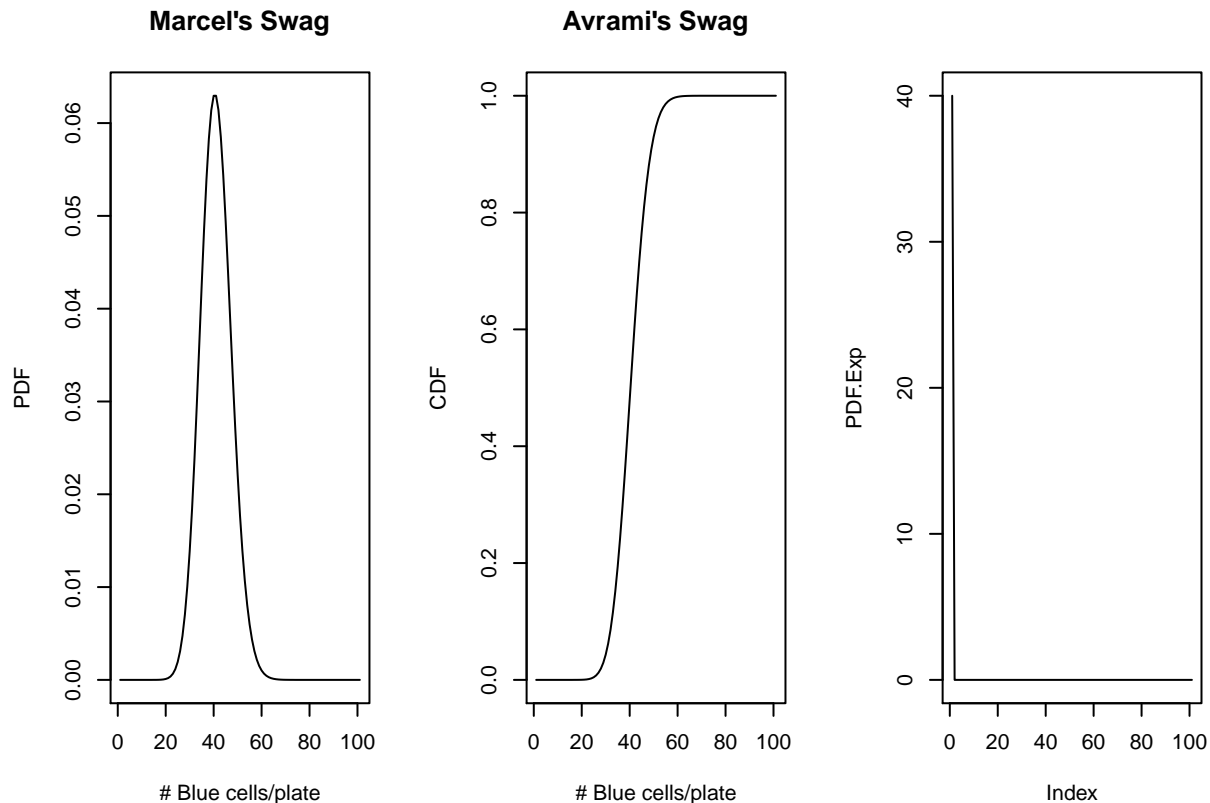 Marcel's Swag
PDF
0.00
0.01
0.02
0.03
0.04
0.05
0.06
0 20 40 60 80 100
# Blue cells/plate
Avrami's Swag
CDF
0.0
0.2
0.4
0.6
0.8
1.0
0 20 40 60 80 100
# Blue cells/plate
PDF.Exp
0
10
20
30
40
0 20 40 60 80 100
Index